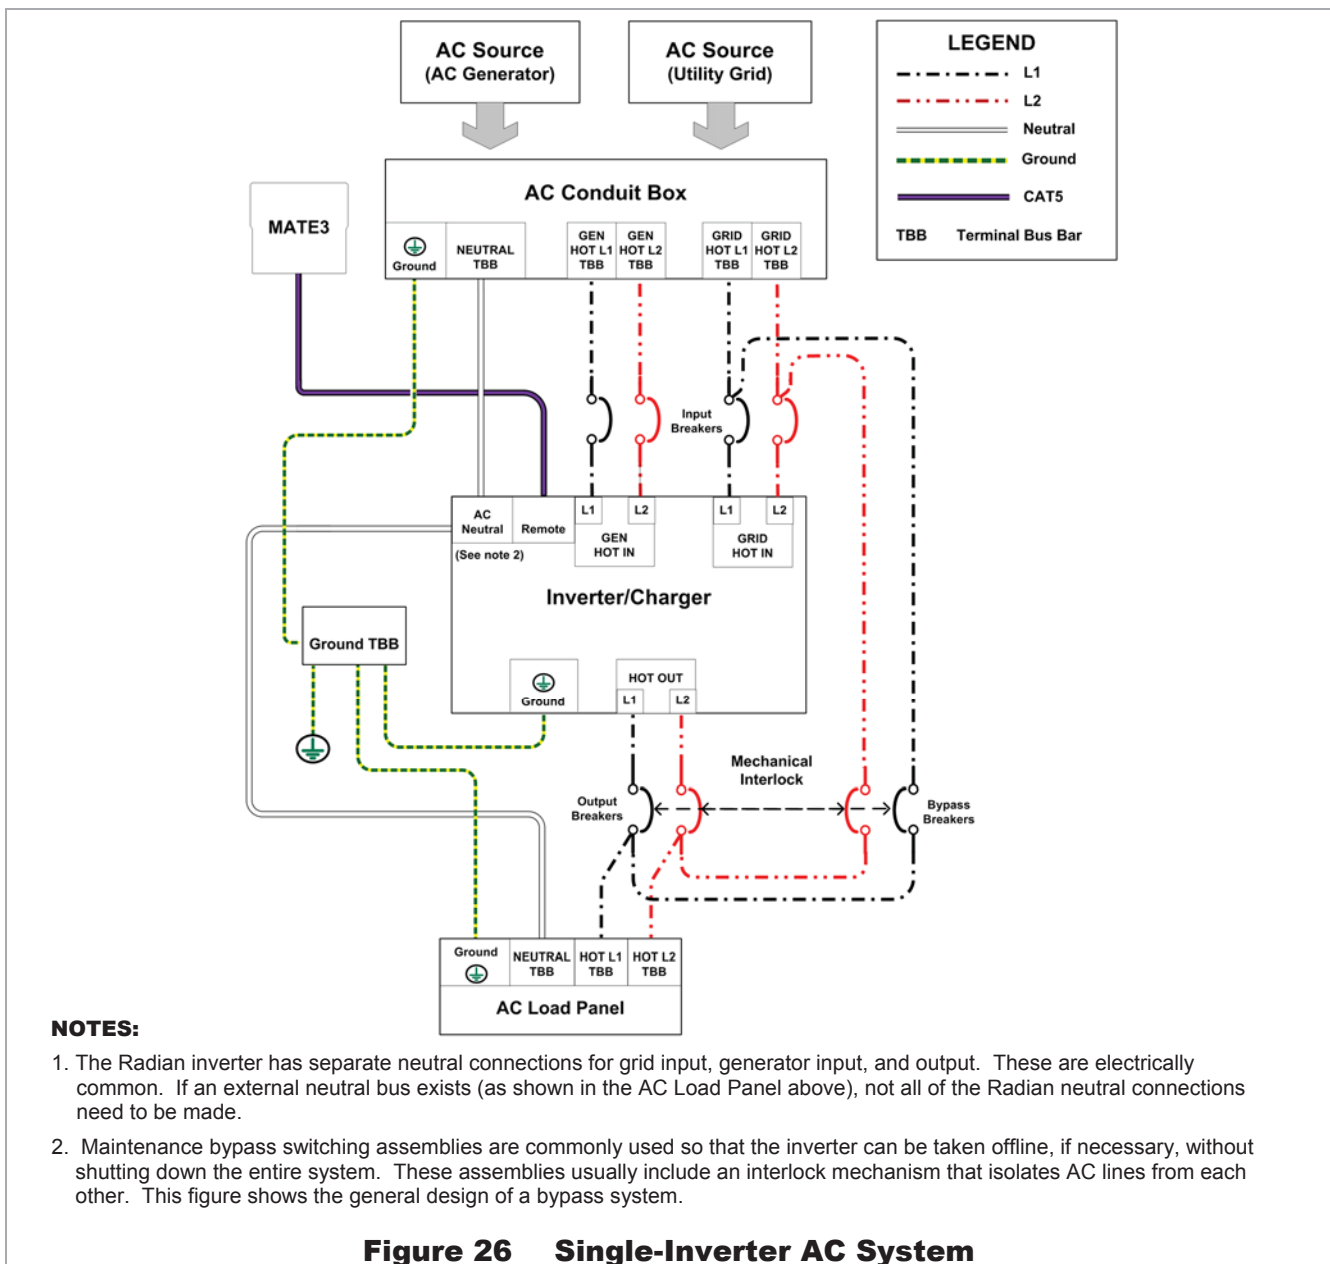 AC Source
(AC Generator)
AC Source
(Utility Grid)
LEGEND
L1
L2
Neutral
Ground
CAT5
TBB Terminal Bus Bar
MATE3
AC Conduit Box
Ground
NEUTRAL
TBB
GEN
HOT L1
TBB
GEN
HOT L2
TBB
GRID
HOT L1
TBB
GRID
HOT L2
TBB
Input
Breakers
AC
Neutral
(See note 2)
Remote
L1
L2
GEN
HOT IN
L1
L2
GRID
HOT IN
Inverter/Charger
Ground TBB
Ground
HOT OUT
L1
L2
Mechanical
Interlock
Output
Breakers
Bypass
Breakers
Ground
NEUTRAL
TBB
HOT L1
TBB
HOT L2
TBB
AC Load Panel
NOTES:
1. The Radian inverter has separate neutral connections for grid input, generator input, and output. These are electrically
common. If an external neutral bus exists (as shown in the AC Load Panel above), not all of the Radian neutral connections
need to be made.
2. Maintenance bypass switching assemblies are commonly used so that the inverter can be taken offline, if necessary, without
shutting down the entire system. These assemblies usually include an interlock mechanism that isolates AC lines from each
other. This figure shows the general design of a bypass system.
Figure 26 Single-Inverter AC System